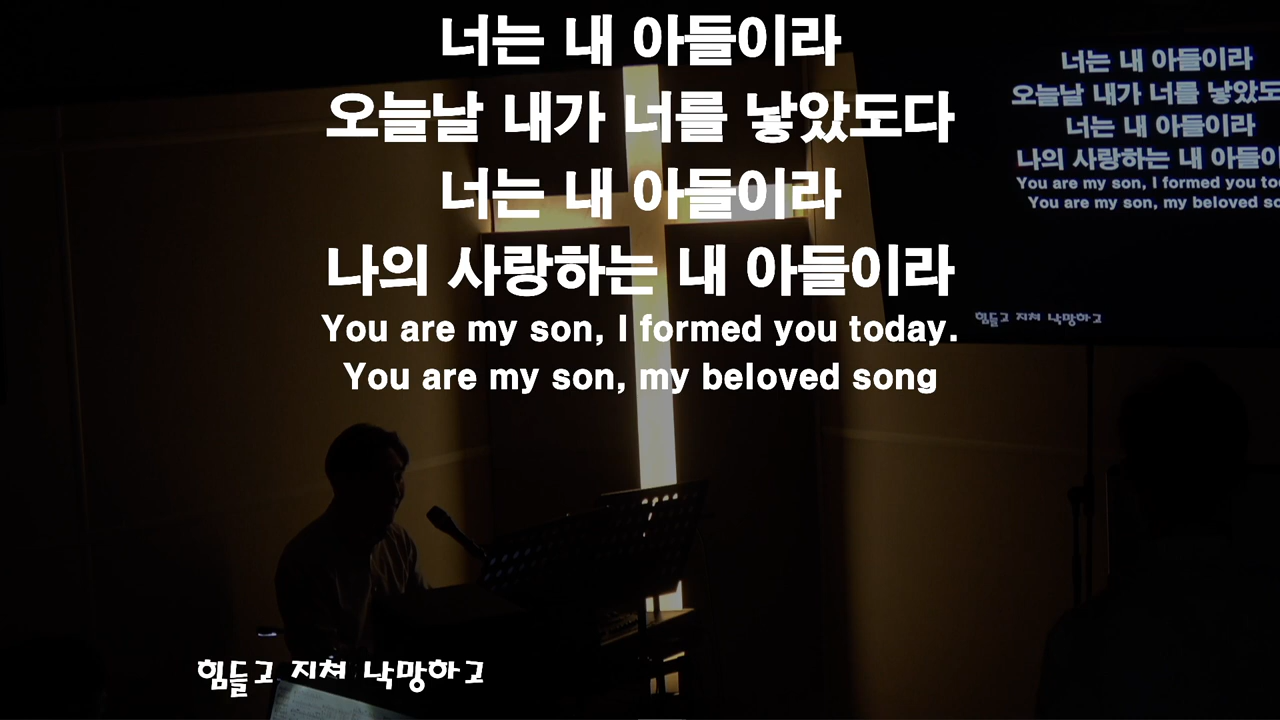 너는 내 아들이라
오늘날 내가 너를 낳았도다
너는 내 아들이라
나의 사랑하는 내 아들이라
You are my son, I formed you today.
You are my son, my beloved song
너는 내 아들이라
오늘날 내가 너를 낳았도
너는 내 아들이라
나의 사랑하는 내 아들이
You are my son, I formed you
You are my son, my beloved
힘들고 지쳐 낙망하고
힘들고 지쳐 낙망하고